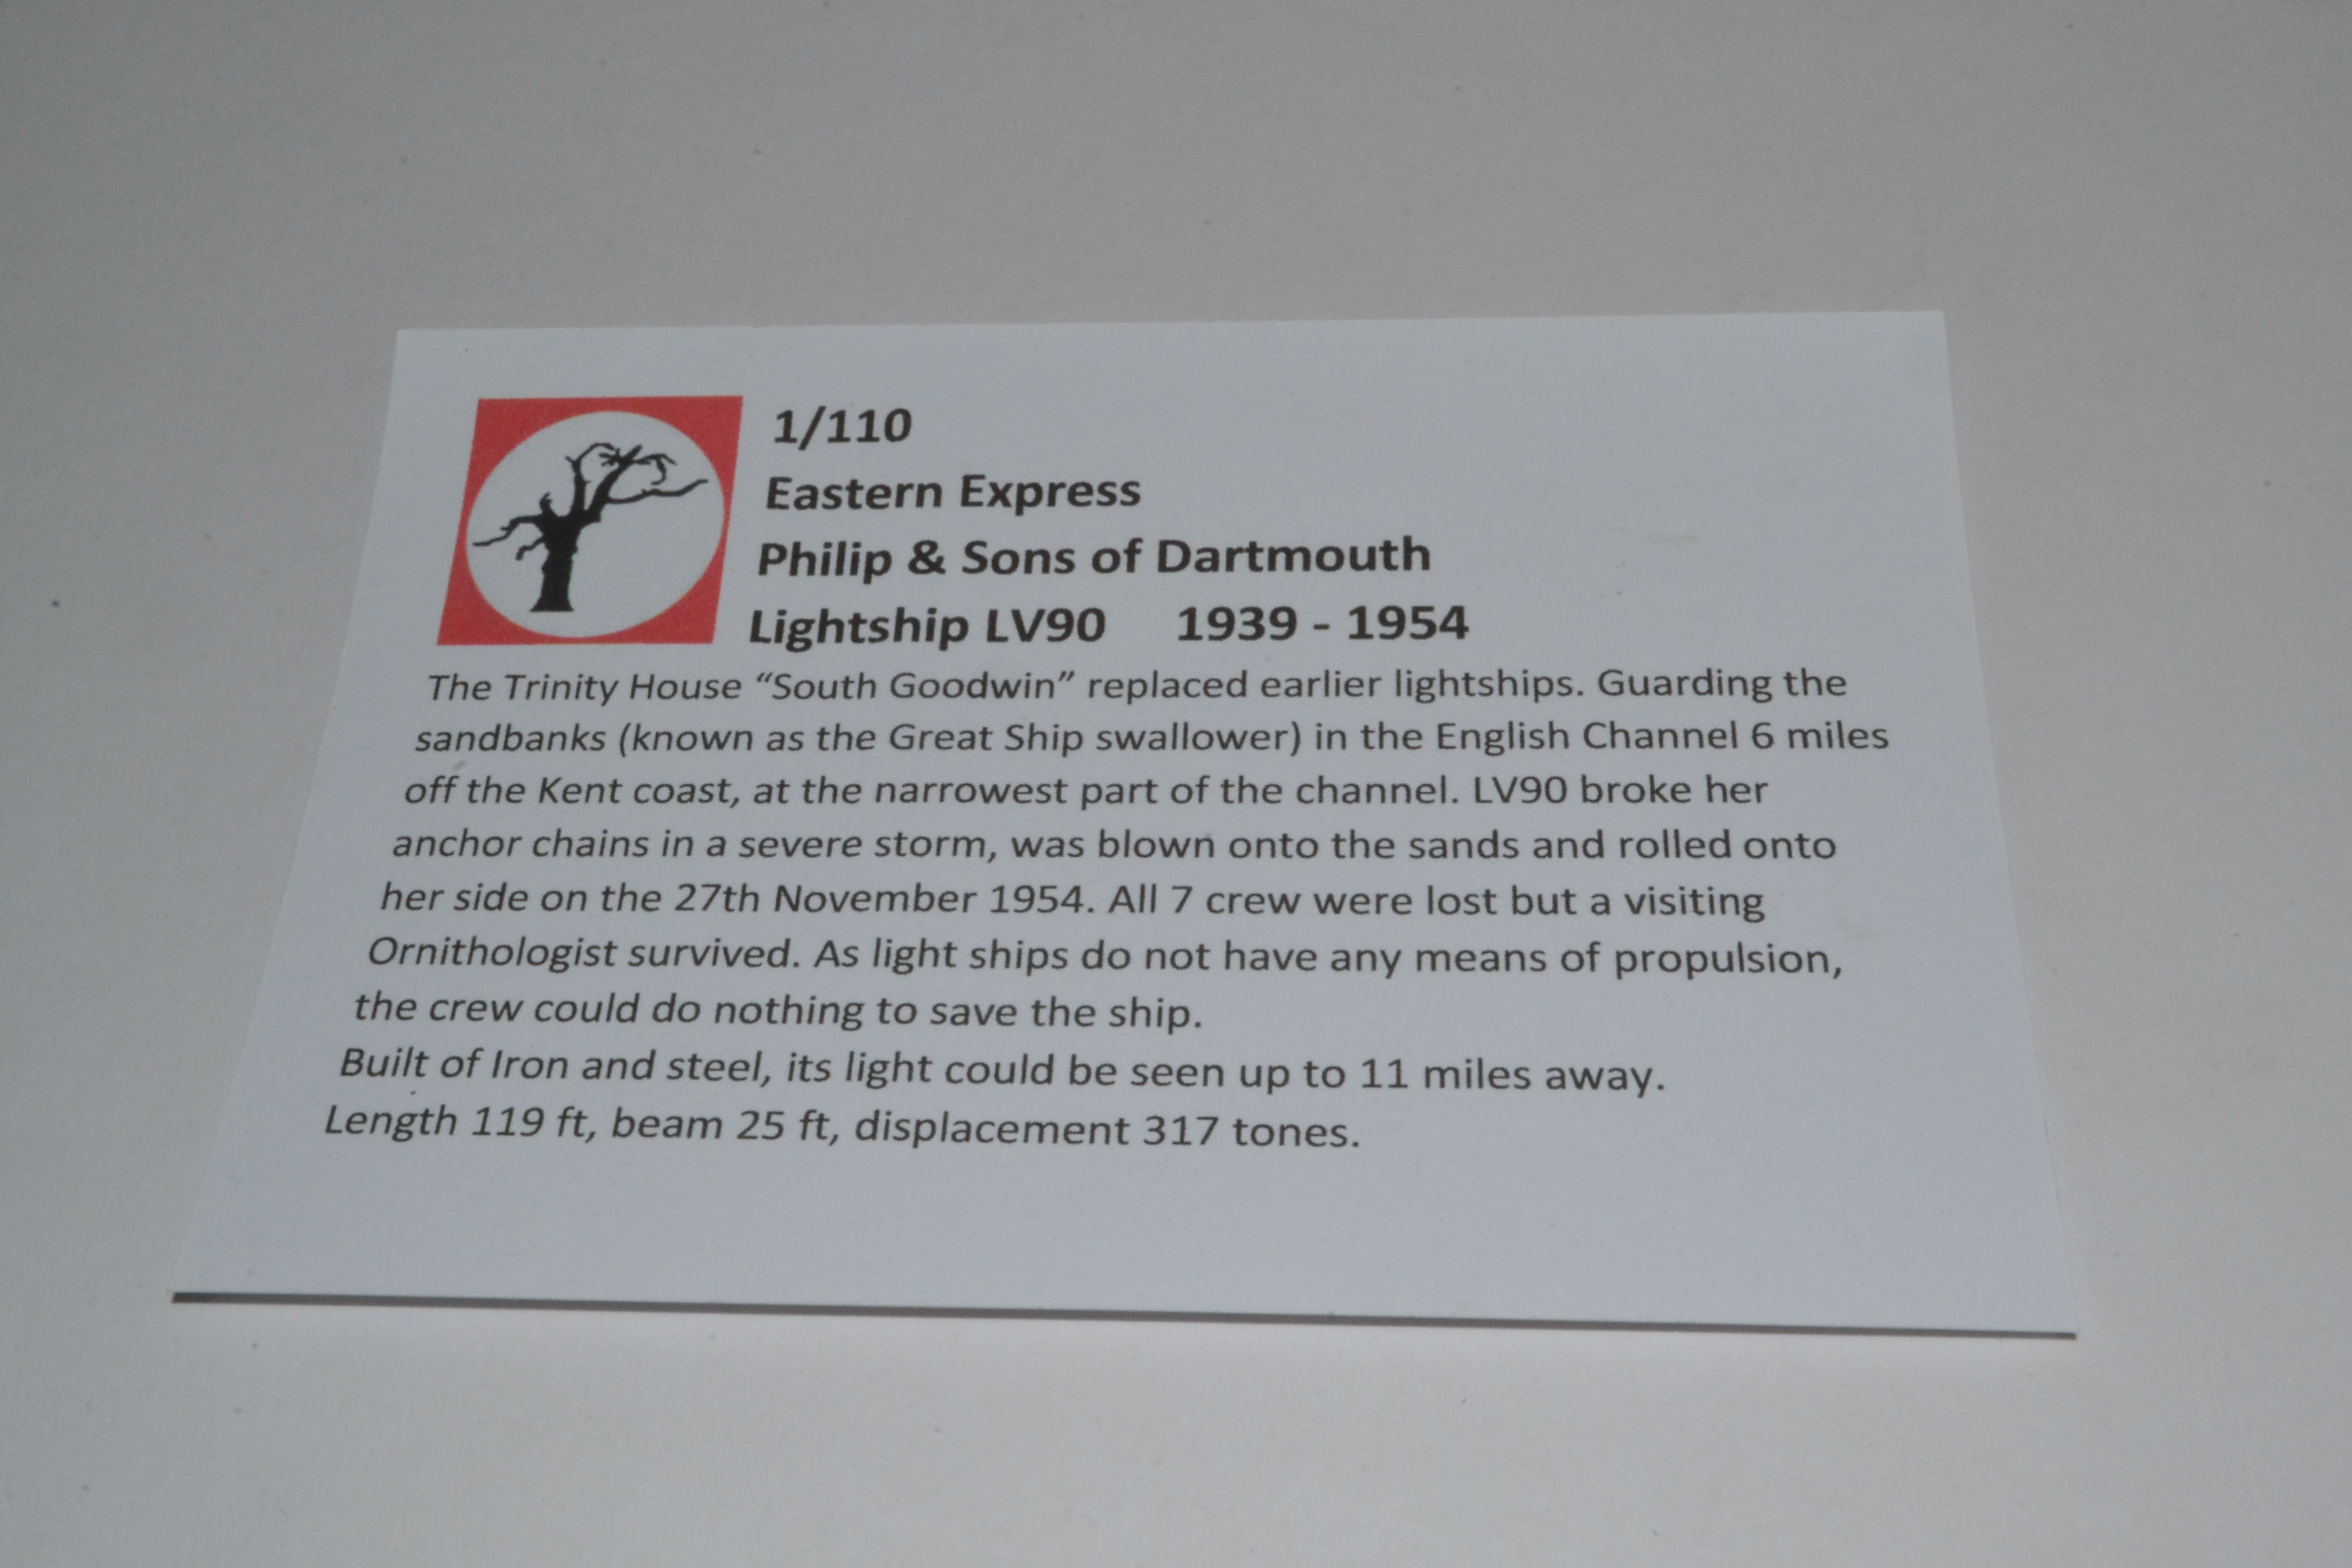 1/110
Eastern Express
Philip & Sons of Dartmouth
Lightship LV90 1939 - 1954
The Trinity House “South Goodwin” replaced earlier lightships. Guarding the
sandbanks (known as the Great Ship swallower) in the English Channel 6 miles
off the Kent coast, at the narrowest part of the channel. LV90 broke her
anchor chains in a severe storm, was blown onto the sands and rolled onto
her side on the 27th November 1954. All 7 crew were lost but a visiting
Ornithologist survived. As light ships do not have any means of propulsion,
the crew could do nothing to save the ship.
Built of Iron and steel, its light could be seen up to 11 miles away.
Length 119 ft, beam 25 ft, displacement 317 tones.